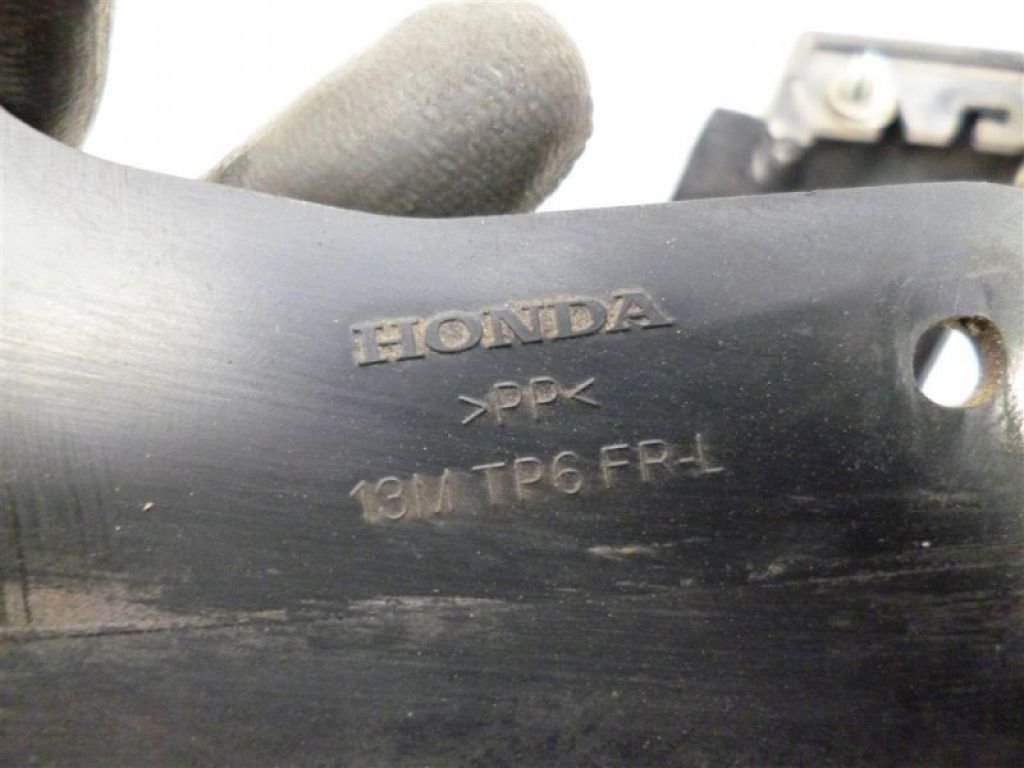 HONDA
>PP<
13M TP6 FR-L